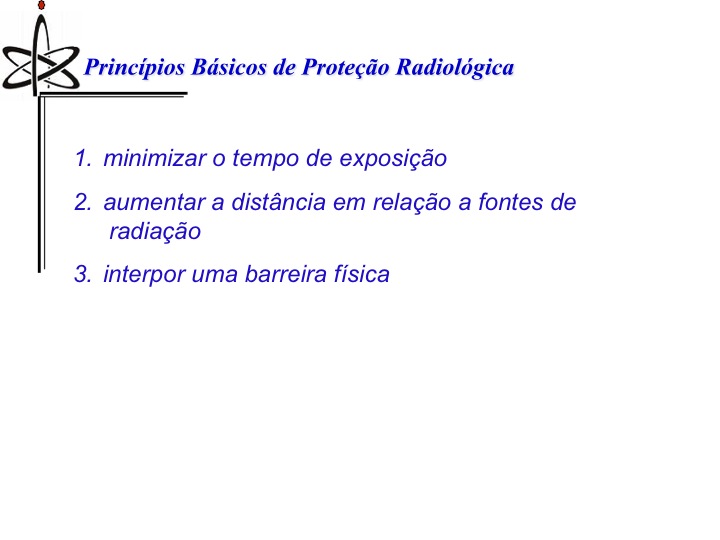 Princípios Básicos de Proteção Radiológica
1. minimizar o tempo de exposição
2. aumentar a distância em relação a fontes de
radiação
3. interpor uma barreira física